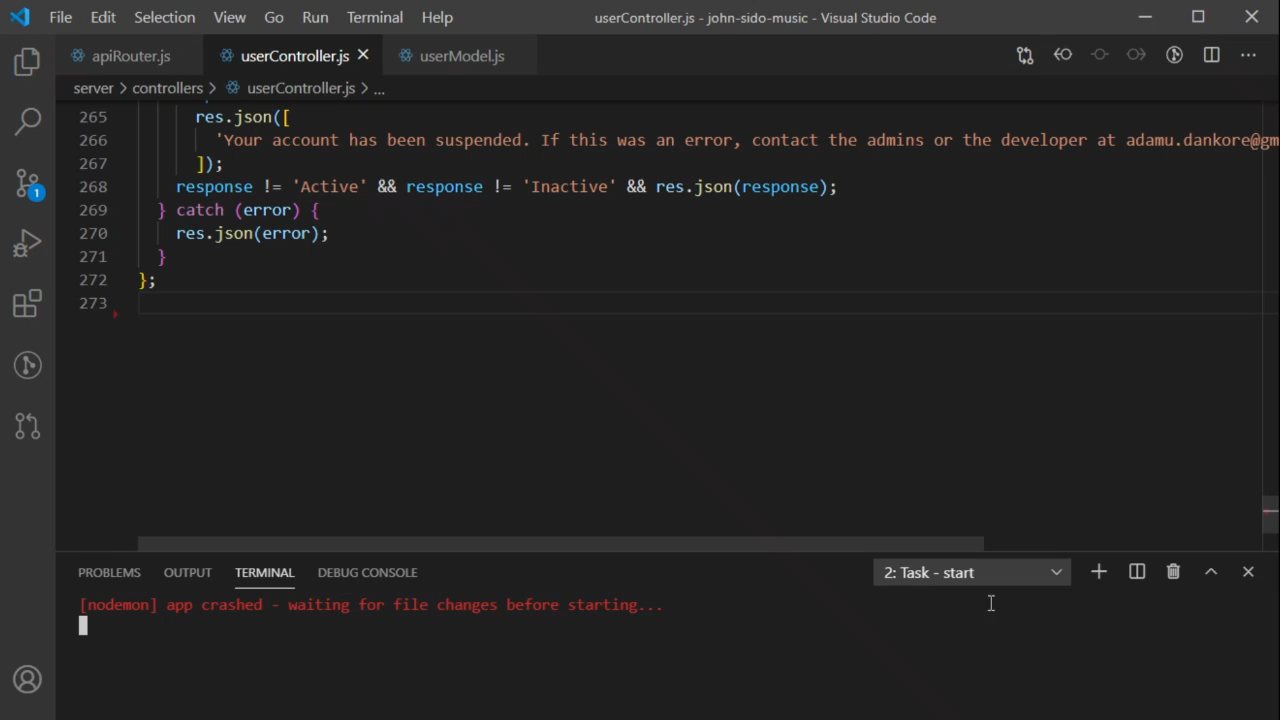 File Edit Selection View Go Run Terminal Help userController.js - john-sido-music - Visual Studio Code
apiRouter.js userController.js userModel.js
server > controllers > userController.js > ...
265 res.json([
266 'Your account has been suspended. If this was an error, contact the admins or the developer at adamu.dankore@gm
267 ]);
268 response != 'Active' && response != 'Inactive' && res.json(response);
269 } catch (error) {
270 res.json(error);
271 }
272 };
273
1
PROBLEMS OUTPUT TERMINAL DEBUG CONSOLE 2: Task - start
[nodemon] app crashed - waiting for file changes before starting...